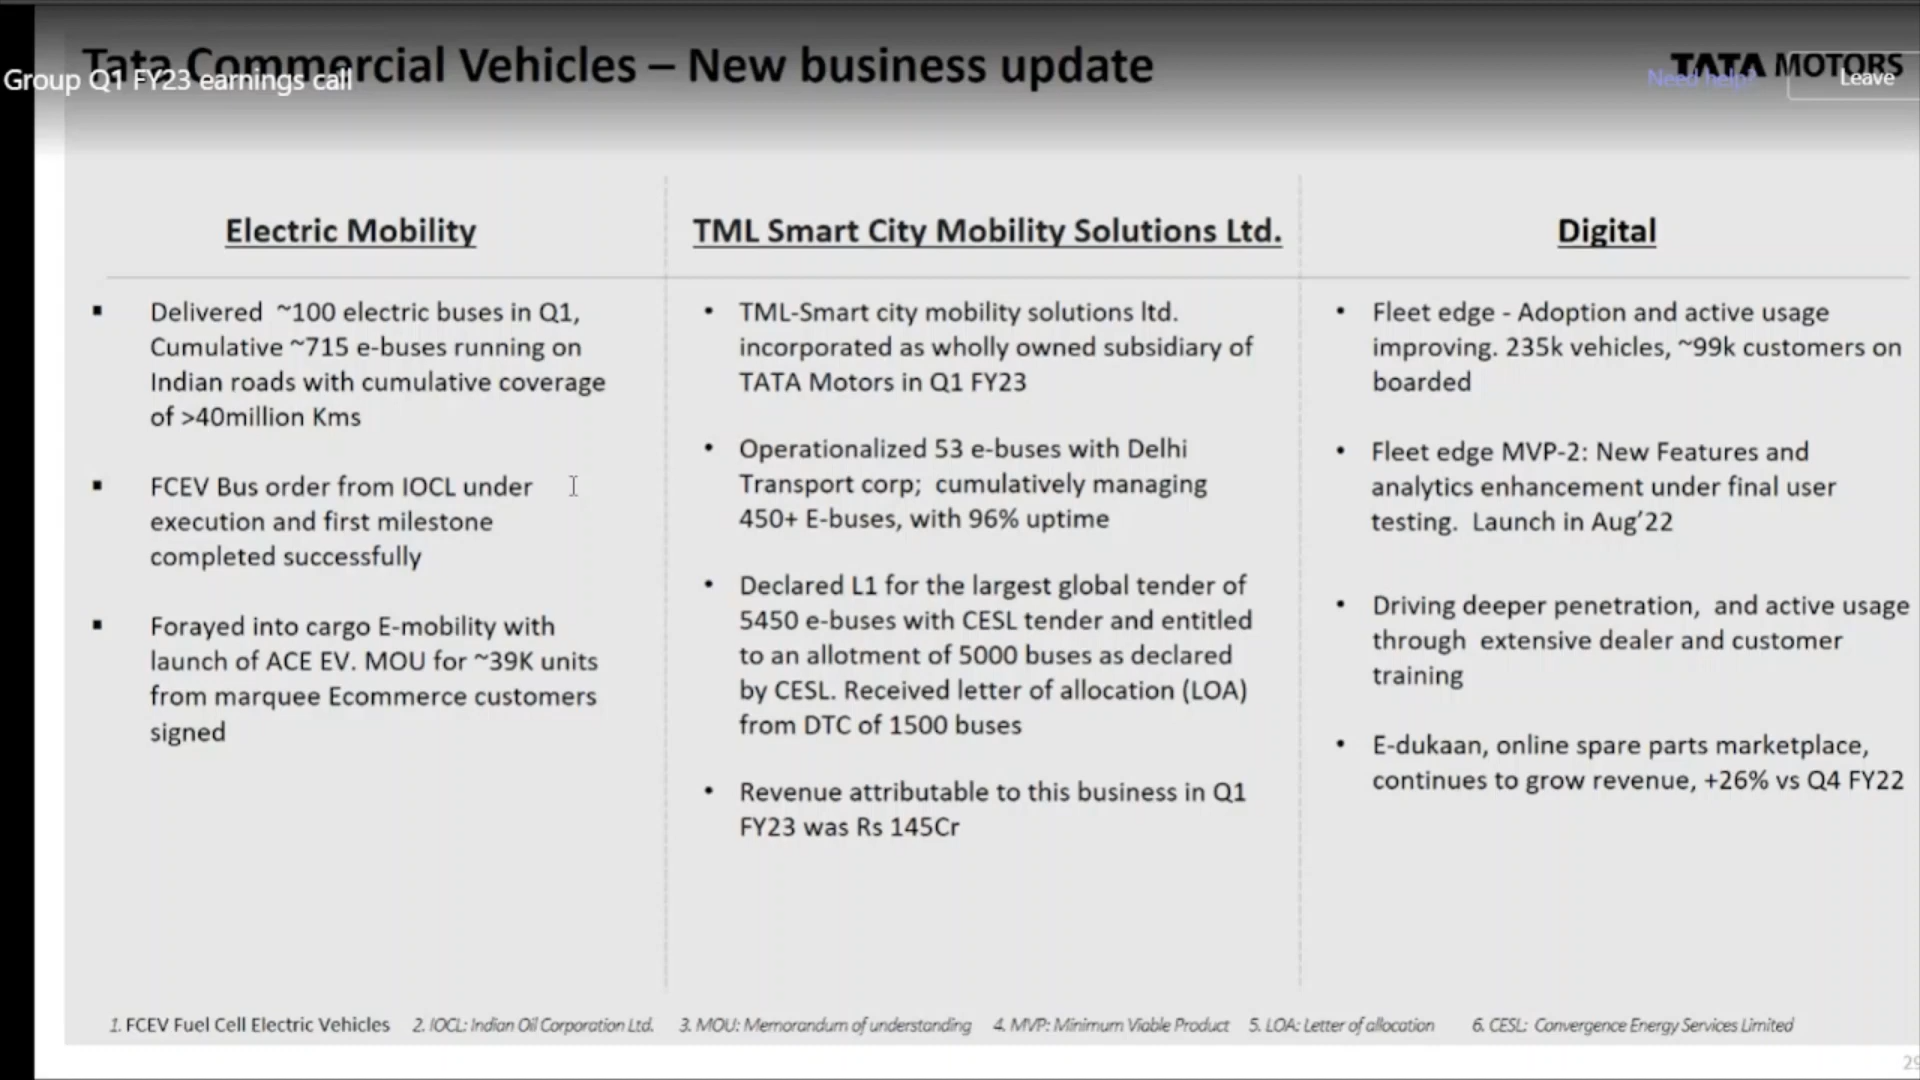 Tata Commercial Vehicles – New business update
TATA MOTORS
Group Q1 FY23 earnings call
Need help?
Leave
Electric Mobility
▪ Delivered ~100 electric buses in Q1,
Cumulative ~715 e-buses running on
Indian roads with cumulative coverage
of >40million Kms
▪ FCEV Bus order from IOCL under
execution and first milestone
completed successfully
▪ Forayed into cargo E-mobility with
launch of ACE EV. MOU for ~39K units
from marquee Ecommerce customers
signed
TML Smart City Mobility Solutions Ltd.
• TML-Smart city mobility solutions ltd.
incorporated as wholly owned subsidiary of
TATA Motors in Q1 FY23
• Operationalized 53 e-buses with Delhi
Transport corp; cumulatively managing
450+ E-buses, with 96% uptime
• Declared L1 for the largest global tender of
5450 e-buses with CESL tender and entitled
to an allotment of 5000 buses as declared
by CESL. Received letter of allocation (LOA)
from DTC of 1500 buses
• Revenue attributable to this business in Q1
FY23 was Rs 145Cr
Digital
• Fleet edge - Adoption and active usage
improving. 235k vehicles, ~99k customers on
boarded
• Fleet edge MVP-2: New Features and
analytics enhancement under final user
testing. Launch in Aug’22
• Driving deeper penetration, and active usage
through extensive dealer and customer
training
• E-dukaan, online spare parts marketplace,
continues to grow revenue, +26% vs Q4 FY22
1. FCEV Fuel Cell Electric Vehicles 2. IOCL: Indian Oil Corporation Ltd. 3. MOU: Memorandum of understanding 4. MVP: Minimum Viable Product 5. LOA: Letter of allocation 6. CESL: Convergence Energy Services Limited
29